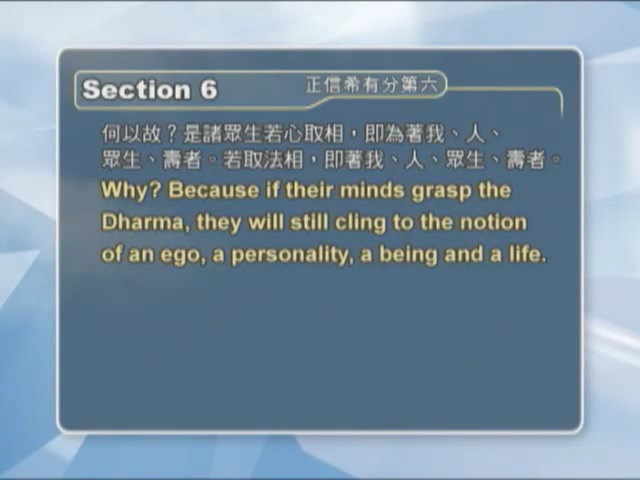 Section 6
正信希有分第六
何以故？是諸眾生若心取相，即為著我、人、
眾生、壽者。若取法相，即著我、人、眾生、壽者。
Why? Because if their minds grasp the
Dharma, they will still cling to the notion
of an ego, a personality, a being and a life.